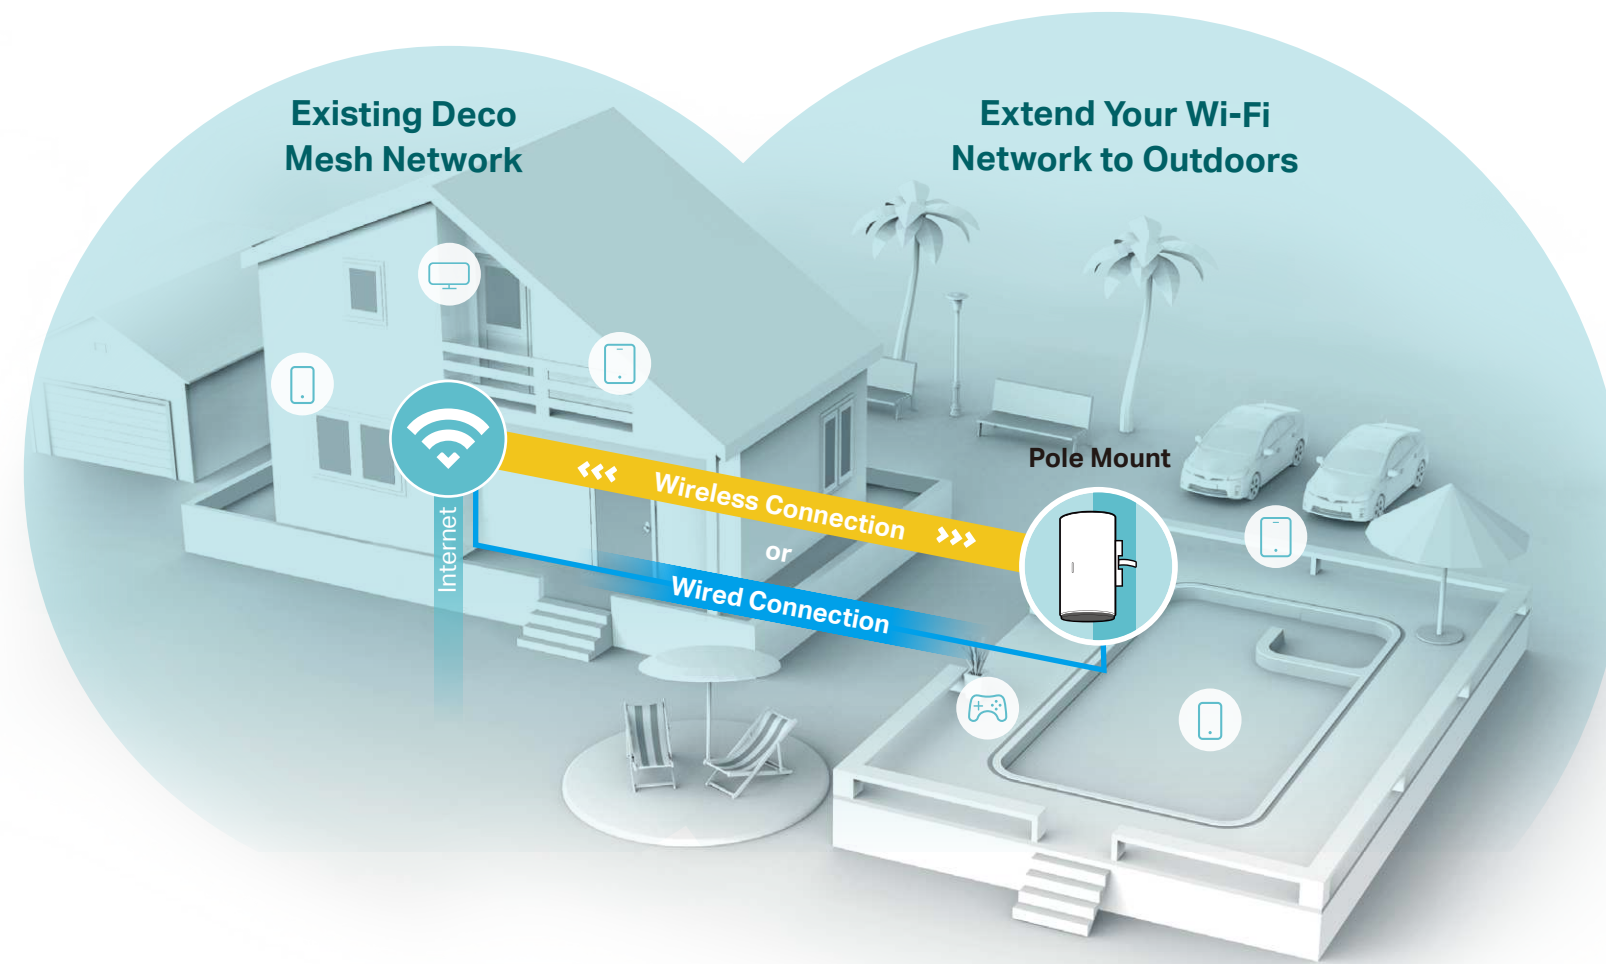 Existing Deco
Mesh Network
Extend Your Wi-Fi
Network to Outdoors
Pole Mount
Wireless Connection
or
Wired Connection
Internet